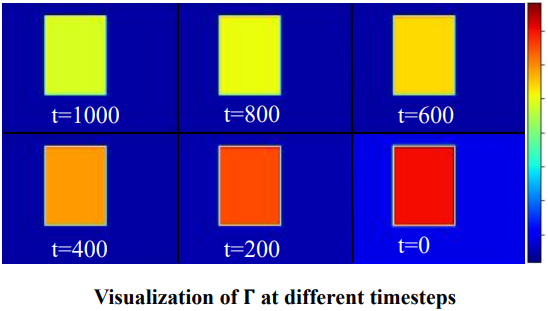 t=1000
t=800
t=600
t=400
t=200
t=0
Visualization of Γ at different timesteps